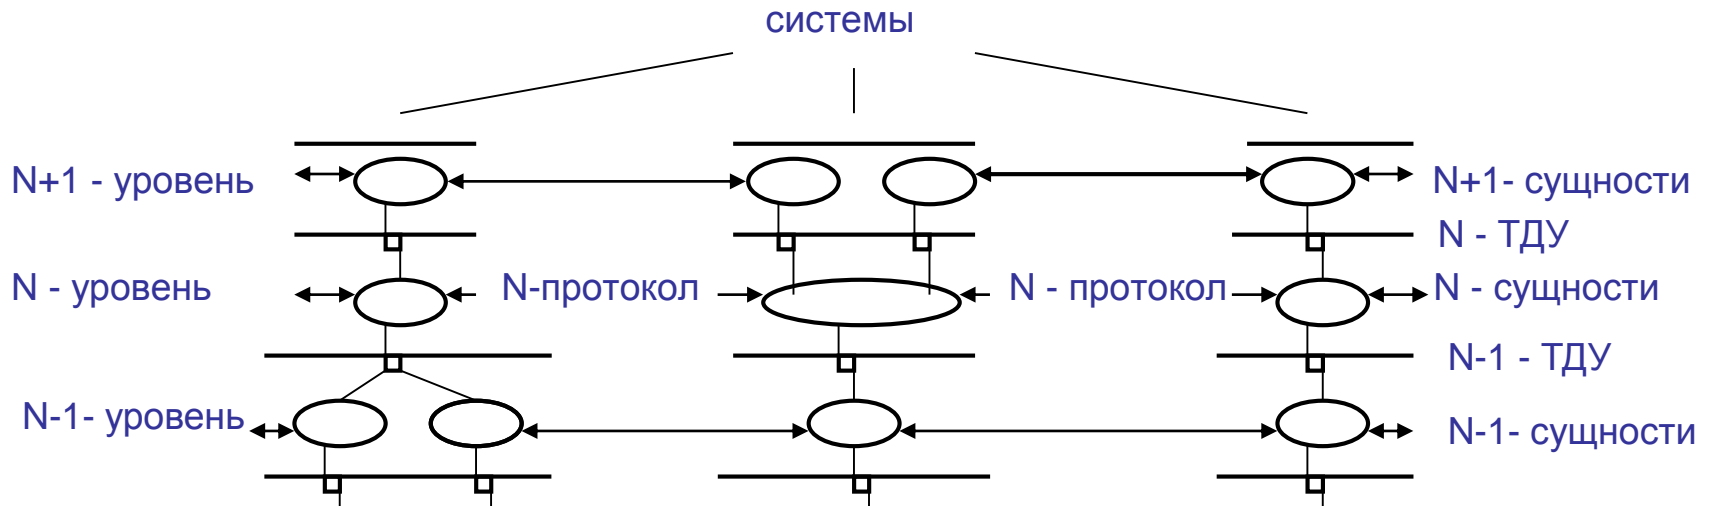 системы
N+1 - уровень
N+1- сущности
N - ТДУ
N - уровень
N-протокол
N - протокол
N - сущности
N-1 - ТДУ
N-1- уровень
N-1- сущности